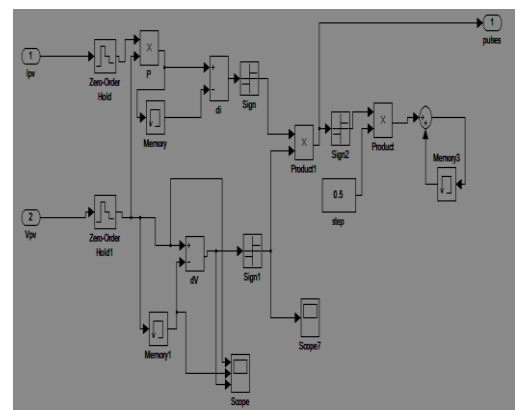 1
Ipv
Zero-Order
Hold
X
P
Memory
+
-
di
Sign
X
Product1
1
pulses
Sign2
X
Product
+
+
Memory3
0.5
step
2
Vpv
Zero-Order
Hold1
Memory1
+
-
dV
Sign1
Scope7
Scope